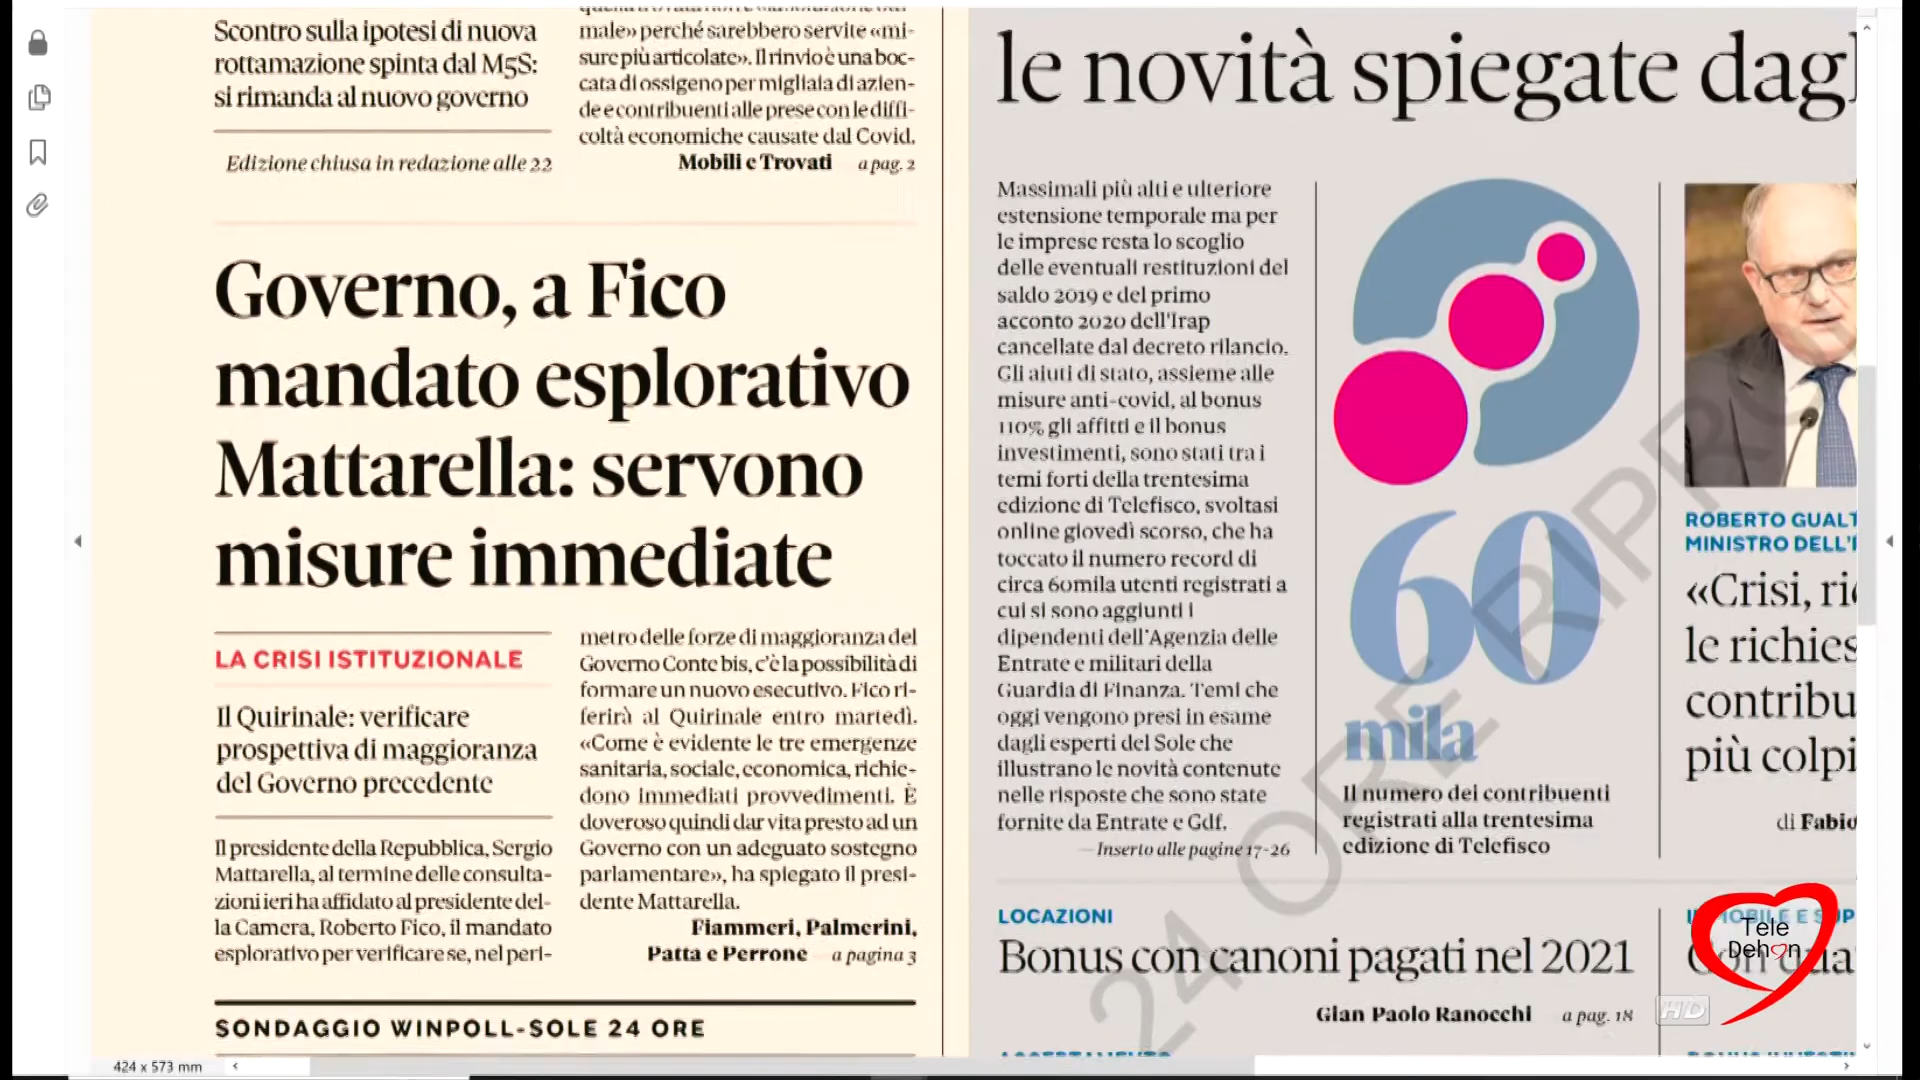 Scontro sulla ipotesi di nuova
rottamazione spinta dal M5S:
si rimanda al nuovo governo
Edizione chiusa in redazione alle 22
male» perché sarebbero servite «mi-
sure più articolate». Il rinvio è una boc-
cata di ossigeno per migliaia di azien-
de e contribuenti alle prese con le diffi-
coltà economiche causate dal Covid.
Mobili e Trovati a pag. 2
Governo, a Fico
mandato esplorativo
Mattarella: servono
misure immediate
LA CRISI ISTITUZIONALE
Il Quirinale: verificare
prospettiva di maggioranza
del Governo precedente
Il presidente della Repubblica, Sergio
Mattarella, al termine delle consulta-
zioni ieri ha affidato al presidente del-
la Camera, Roberto Fico, il mandato
esplorativo per verificare se, nel peri-
metro delle forze di maggioranza del
Governo Conte bis, c'è la possibilità di
formare un nuovo esecutivo. Fico ri-
ferirà al Quirinale entro martedì.
«Come è evidente le tre emergenze
sanitaria, sociale, economica, richie-
dono immediati provvedimenti. È
doveroso quindi dar vita presto ad un
Governo con un adeguato sostegno
parlamentare», ha spiegato il presi-
dente Mattarella.
Fiammeri, Palmerini,
Patta e Perrone a pagina 3
SONDAGGIO WINPOLL-SOLE 24 ORE
le novità spiegate dagl
Massimali più alti e ulteriore
estensione temporale ma per
le imprese resta lo scoglio
delle eventuali restituzioni del
saldo 2019 e del primo
acconto 2020 dell'Irap
cancellate dal decreto rilancio.
Gli aiuti di stato, assieme alle
misure anti-covid, al bonus
110% gli affitti e il bonus
investimenti, sono stati tra i
temi forti della trentesima
edizione di Telefisco, svoltasi
online giovedì scorso, che ha
toccato il numero record di
circa 60mila utenti registrati a
cui si sono aggiunti i
dipendenti dell'Agenzia delle
Entrate e militari della
Guardia di Finanza. Temi che
oggi vengono presi in esame
dagli esperti del Sole che
illustrano le novità contenute
nelle risposte che sono state
fornite da Entrate e Gdf.
—Inserto alle pagine 17-26
60
mila
Il numero dei contribuenti
registrati alla trentesima
edizione di Telefisco
ROBERTO GUALT
MINISTRO DELL'
«Crisi, ri
le richies
contribu
più colpi
di Fabio
LOCAZIONI
Bonus con canoni pagati nel 2021
Gian Paolo Ranocchi a pag. 18
24 ORE RIPR
Tele
Dehon
HD
424 x 573 mm